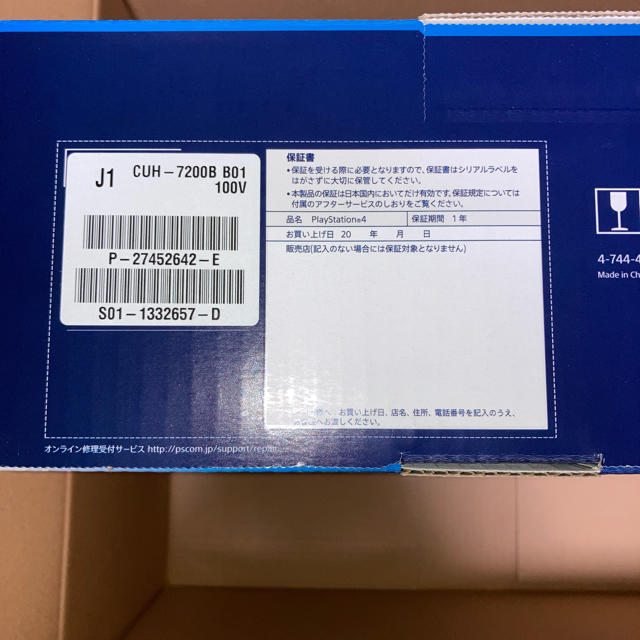 J1 CUH-7200B B01
100V
P-27452642-E
S01-1332657-D
保証書
•保証を受ける際に必要となりますので、保証書はシリアルラベルを
はがさずに大切に保管してください。
•本製品の保証は日本国内においてだけ有効です。保証規定については
付属のアフターサービスのしおりをご覧ください。
品名 PlayStation®4 保証期間 1年
お買い上げ日 20 年 月 日
販売店(記入のない場合には保証対象となりません)
お買い上げ日、店名、住所、電話番号を記入のうえ、
へお渡しください。
オンライン修理受付サービス http://pscom.jp/support/repair
4-744-4
Made in Ch